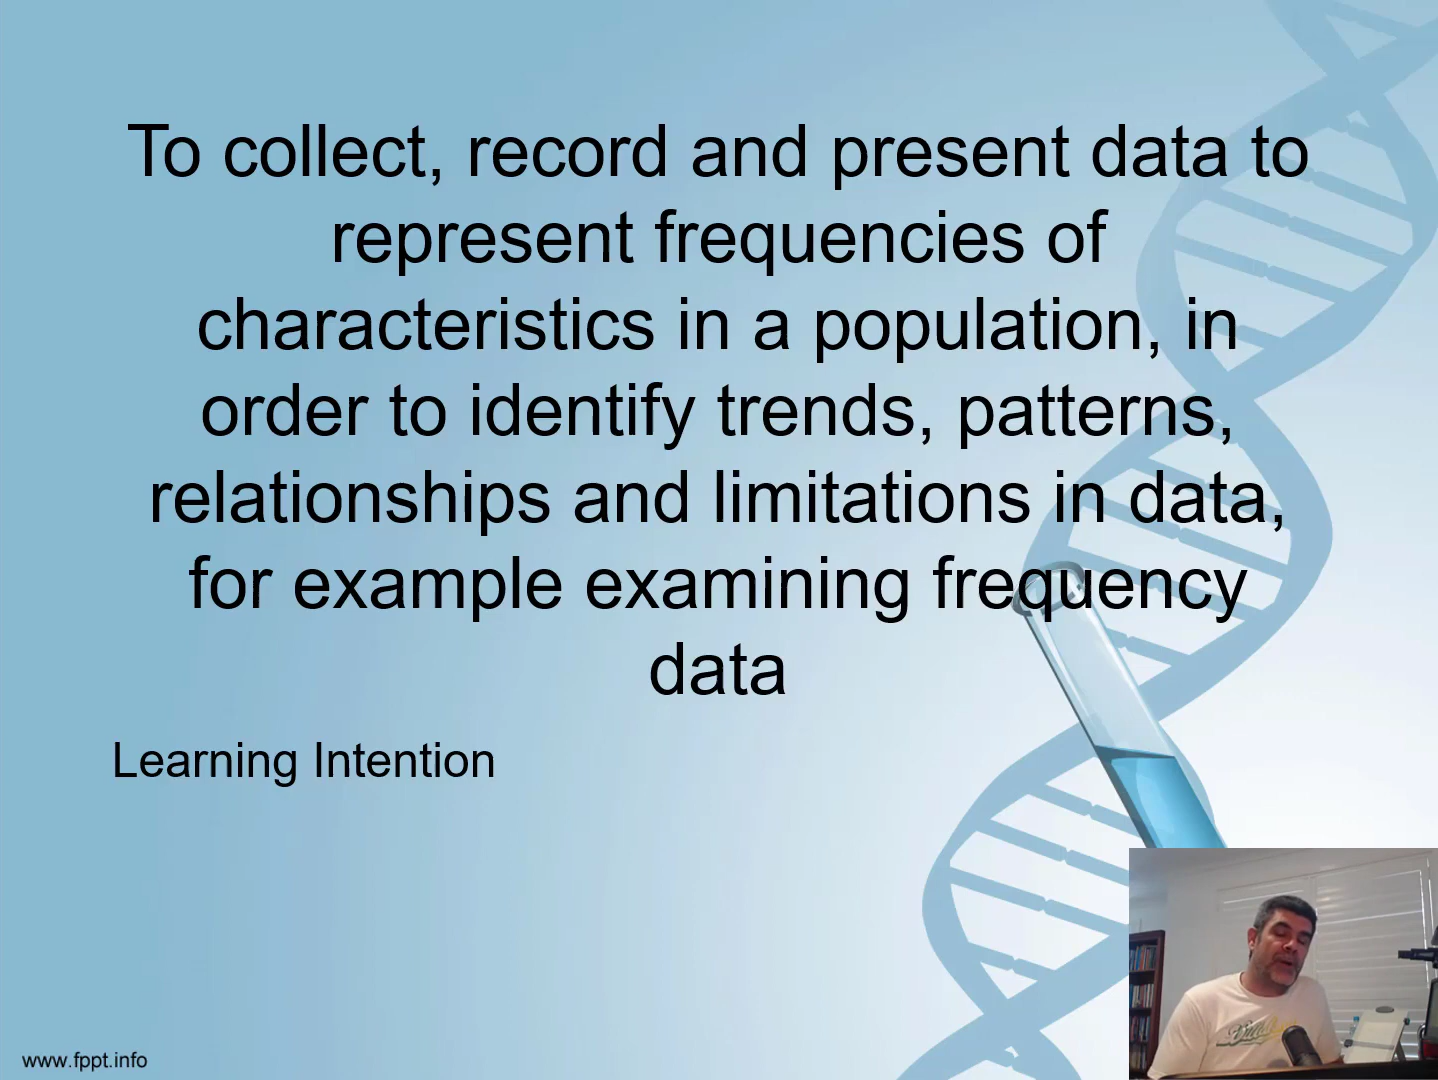 To collect, record and present data to
represent frequencies of
characteristics in a population, in
order to identify trends, patterns,
relationships and limitations in data,
for example examining frequency
data
Learning Intention
www.fppt.info